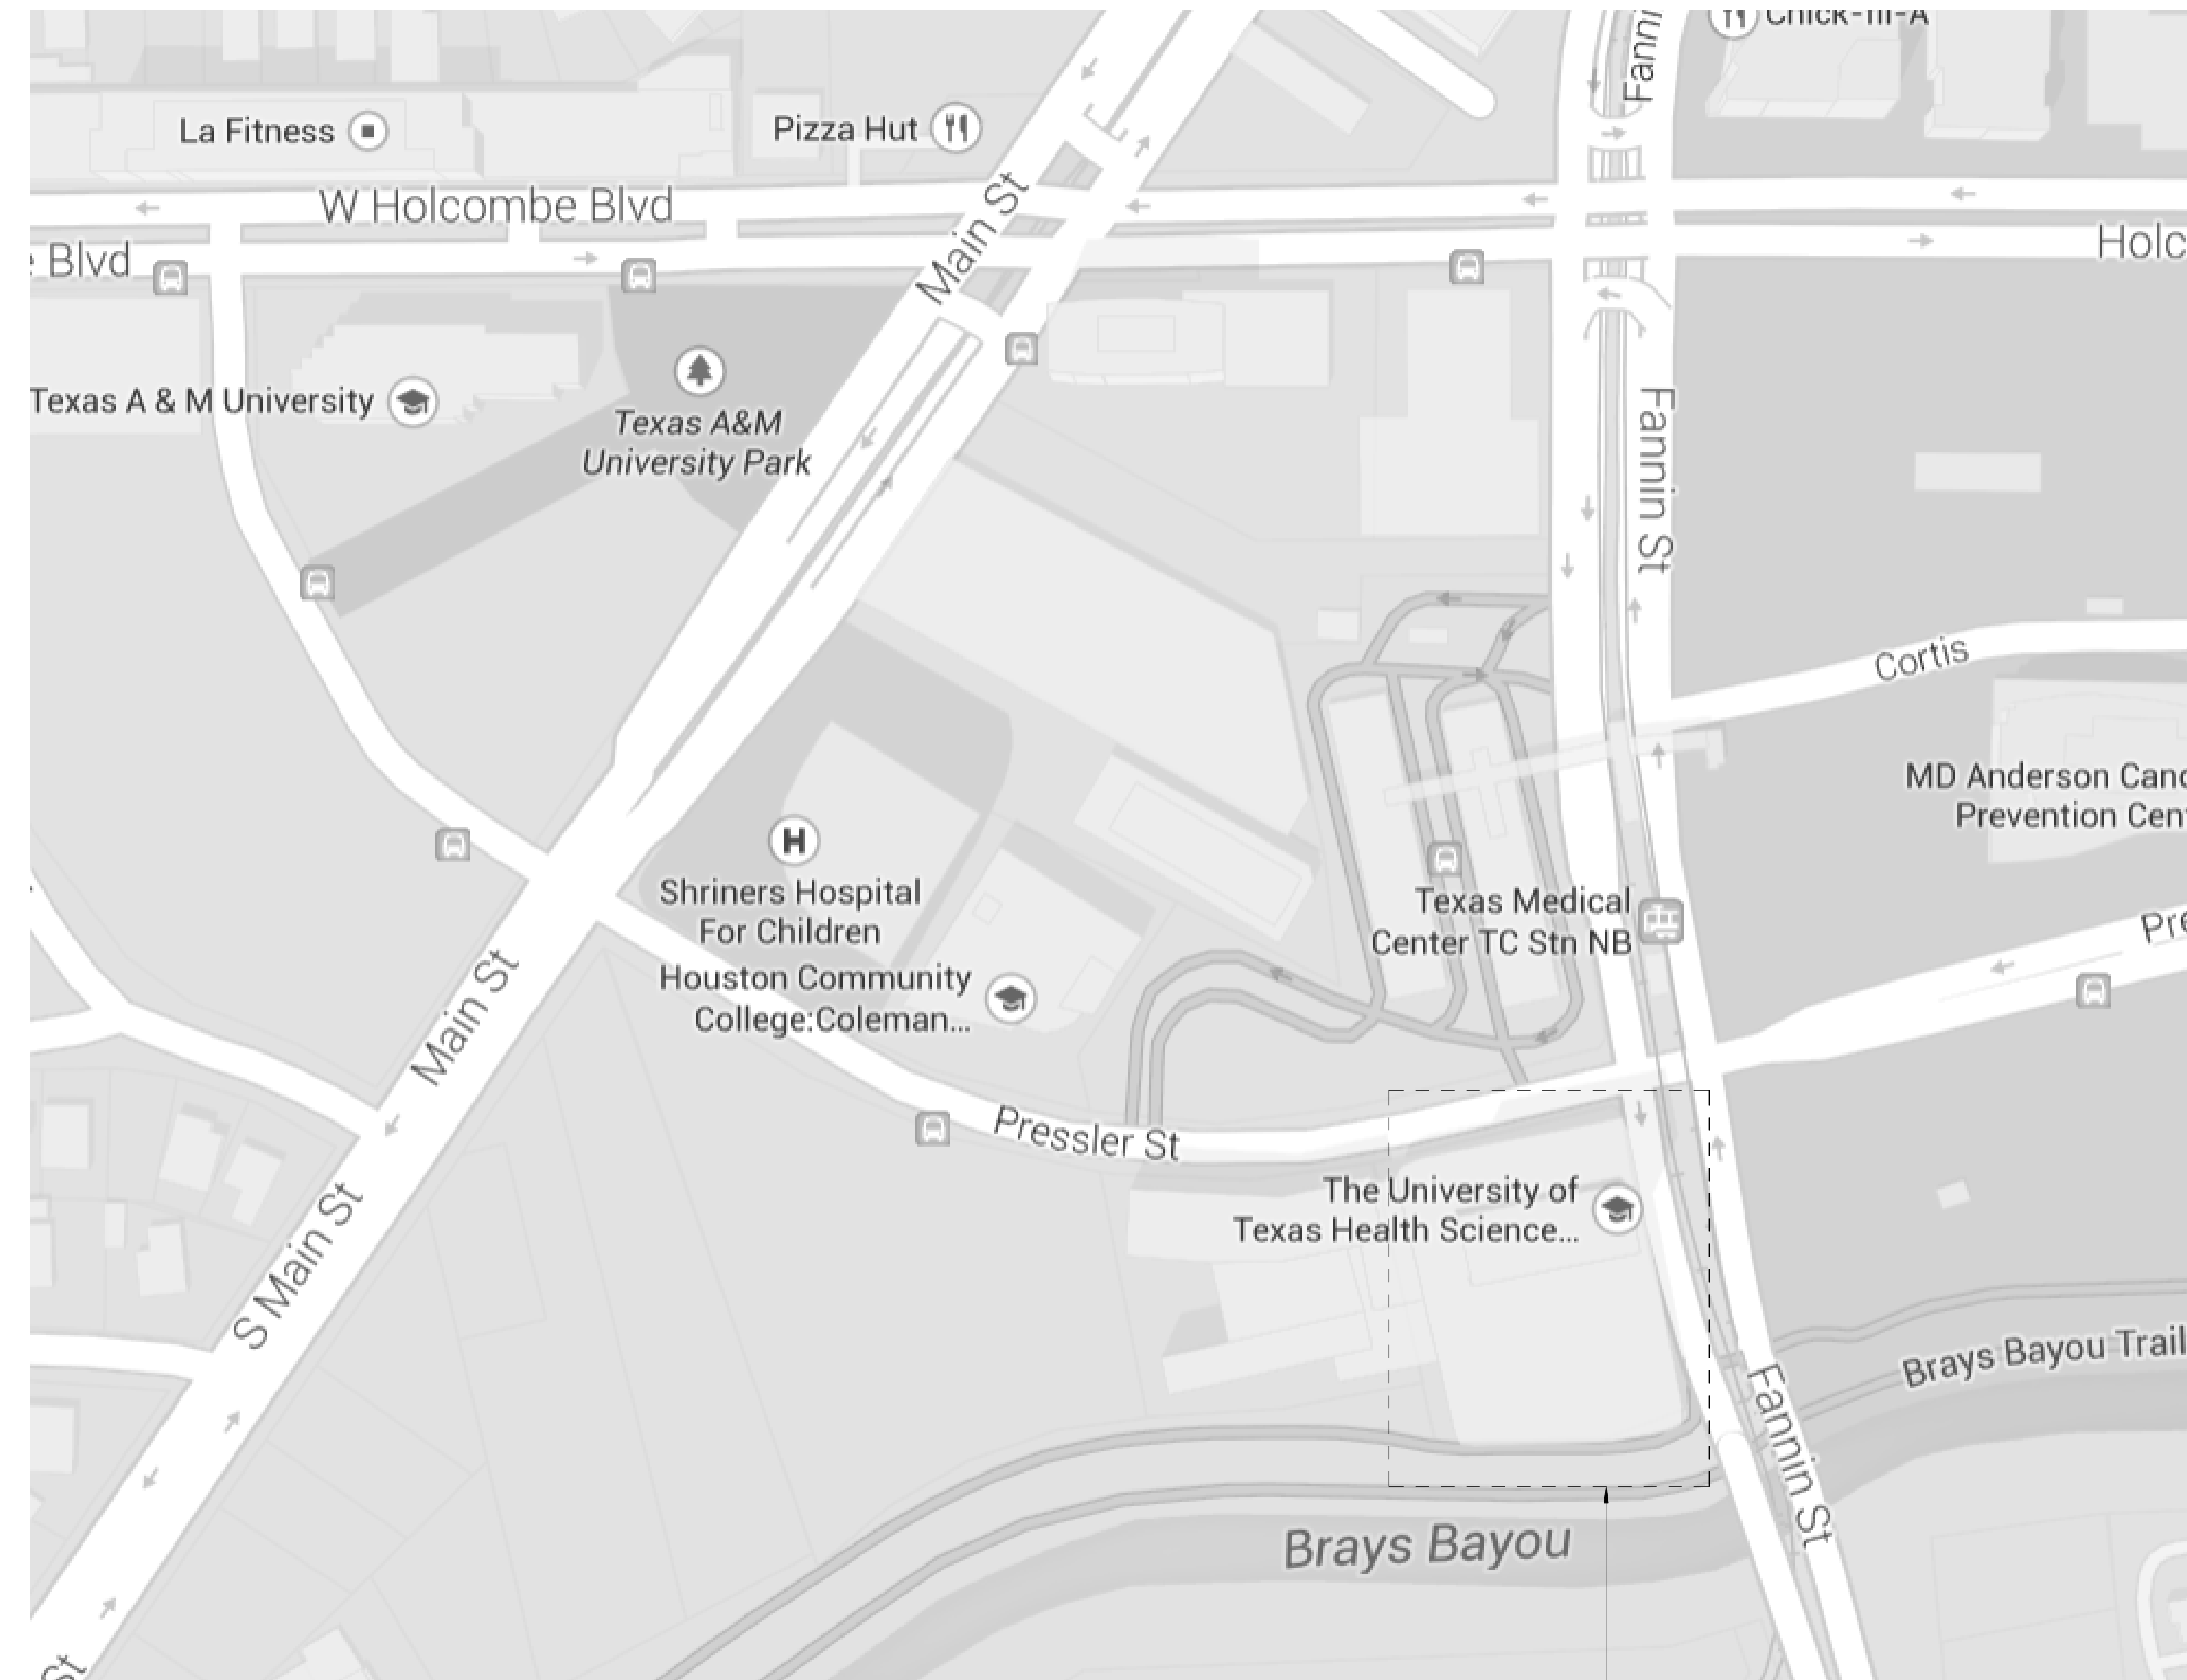 Fanni
Chick-fil-A
La Fitness
Pizza Hut
W Holcombe Blvd
Main St
Blvd
Holc
Texas A & M University
Texas A&M
University Park
Fannin St
Cortis
MD Anderson Canc
Prevention Cen
Shriners Hospital
For Children
Texas Medical
Center TC Stn NB
Pre
Main St
Houston Community
College:Coleman...
Pressler St
The University of
Texas Health Science...
S Main St
Brays Bayou Trail
Fannin St
Brays Bayou
St